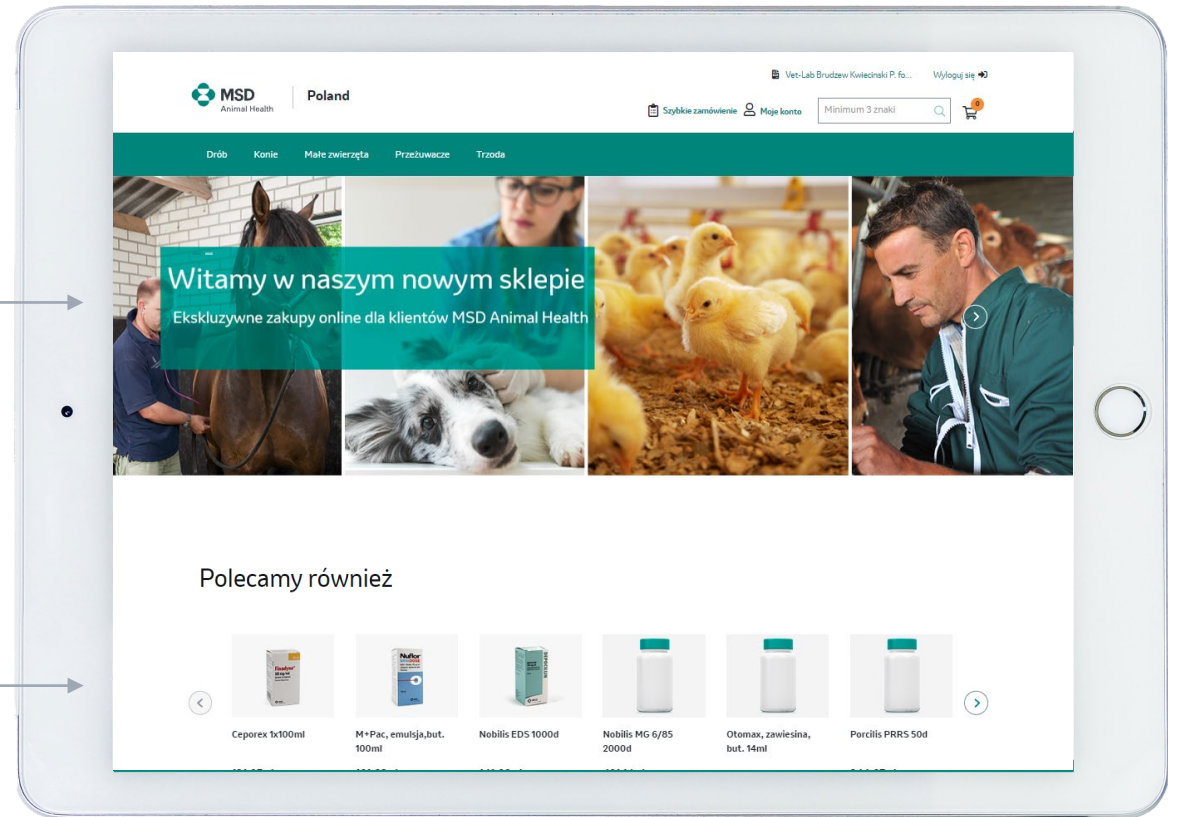 Vet-Lab Brudzew Kwiecinski P. fo...
Wyloguj się
MSD
Animal Health
Poland
Szybkie zamówienie
Moje konto
Minimum 3 znaki
0
Drób
Konie
Małe zwierzęta
Przeżuwacze
Trzoda
Witamy w naszym nowym sklepie
Ekskluzywne zakupy online dla klientów MSD Animal Health
Polecamy również
Finadyne
Nuflor
Ceporex 1x100ml
M+Pac, emulsja,but.
100ml
Nobilis EDS 1000d
Nobilis MG 6/85
2000d
Otomax, zawiesina,
but. 14ml
Porcilis PRRS 50d